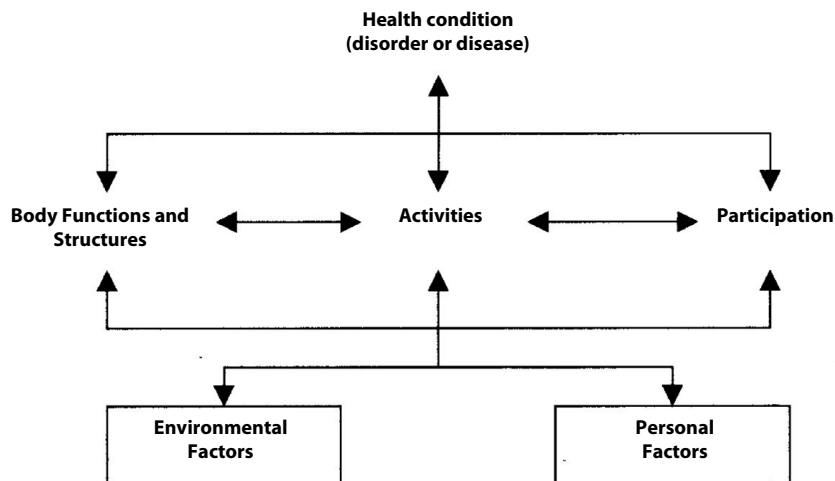 Health condition
(disorder or disease)
Body Functions and
Structures
Activities
Participation
Environmental
Factors
Personal
Factors